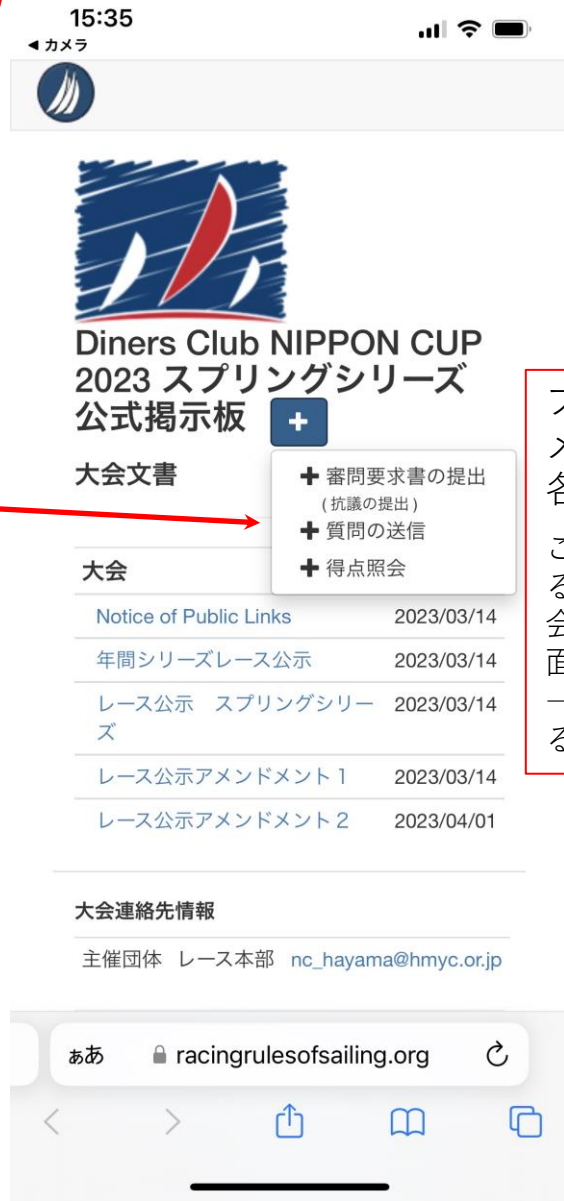 15:35
◀ カメラ
Diners Club NIPPON CUP
2023 スプリングシリーズ
公式掲示板 +
大会文書
+ 審問要求書の提出
(抗議の提出)
+ 質問の送信
+ 得点照会
大会
Notice of Public Links 2023/03/14
年間シリーズレース公示 2023/03/14
レース公示 スプリングシリー 2023/03/14
ズ
レース公示アメンドメント 1 2023/03/14
レース公示アメンドメント 2 2023/04/01
大会連絡先情報
主催団体 レース本部 nc_hayama@hmyc.or.jp
ぁあ racingrulesofsailing.org
各
る
会
面
る